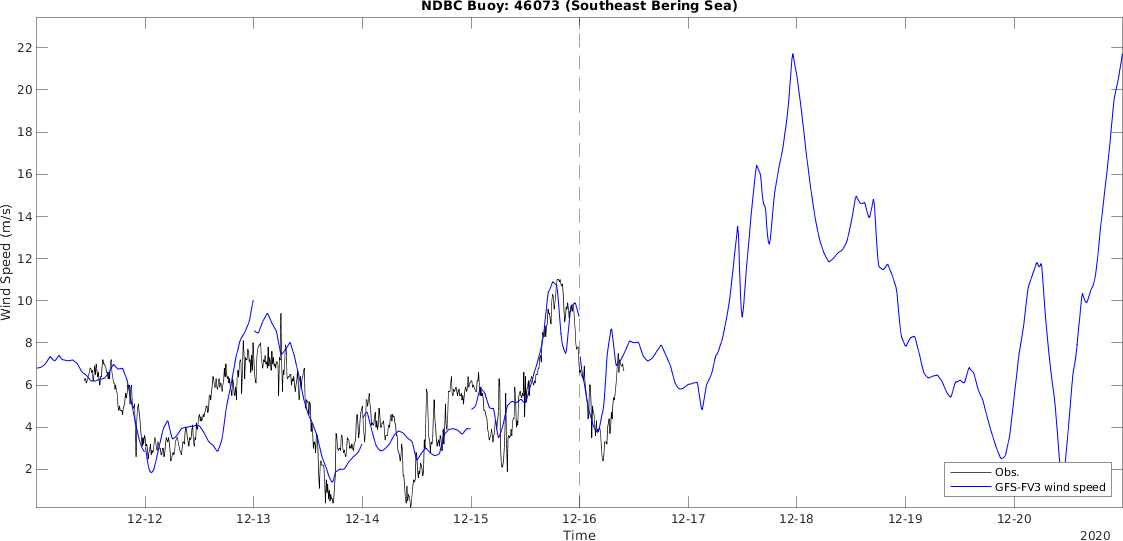 NDBC Buoy: 46073 (Southeast Bering Sea)
22
20
18
16
14
12
10
8
6
4
2
Wind Speed (m/s)
Obs.
GFS-FV3 wind speed
12-12 12-13 12-14 12-15 12-16 12-17 12-18 12-19 12-20
Time
2020